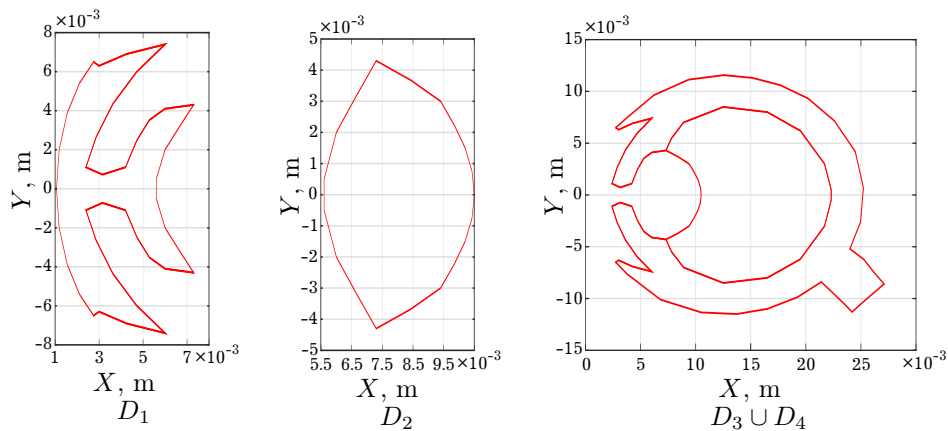 ×10⁻³
8
6
4
2
0
−2
−4
−6
−8
Y, m
1 3 5 7 ×10⁻³
X, m
D₁
×10⁻³
5
4
3
2
1
0
−1
−2
−3
−4
−5
Y, m
5.5 6.5 7.5 8.5 9.5 ×10⁻³
X, m
D₂
×10⁻³
15
10
5
0
−5
−10
−15
Y, m
0 5 10 15 20 25 ×10⁻³
X, m
D₃ ∪ D₄